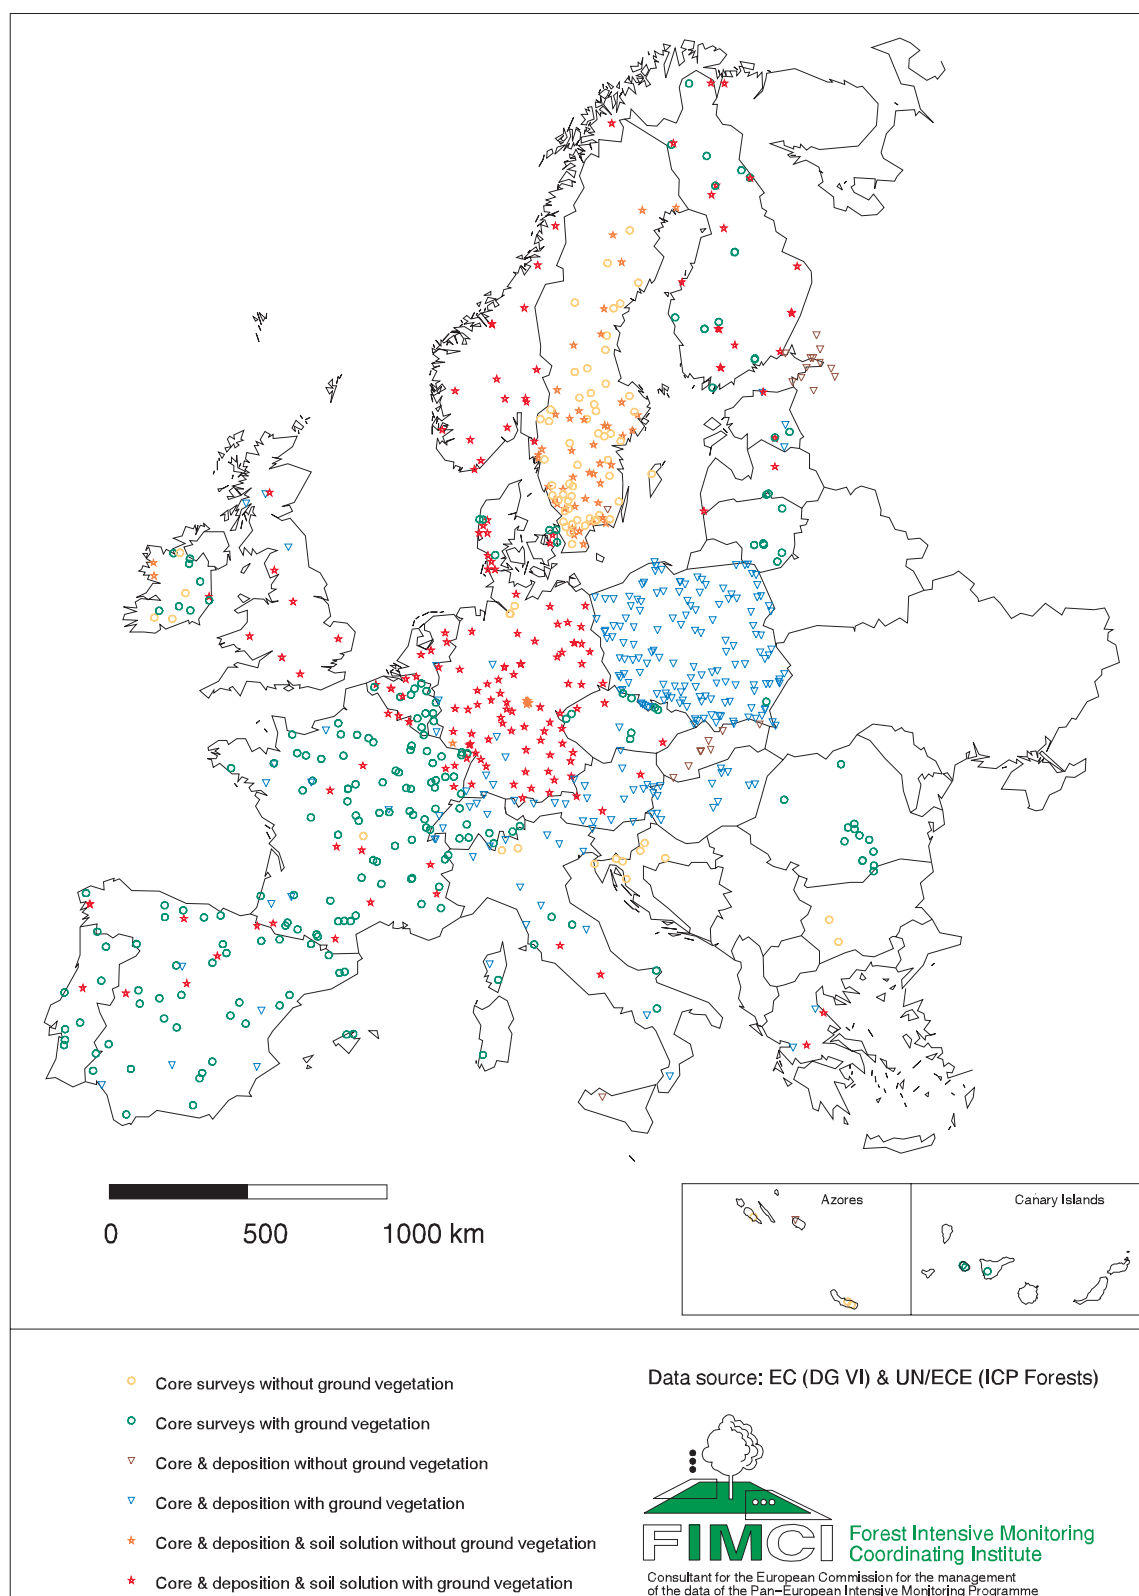 Azores
Canary Islands
0 500 1000 km
Core surveys without ground vegetation
Core surveys with ground vegetation
Core & deposition without ground vegetation
Core & deposition with ground vegetation
Core & deposition & soil solution without ground vegetation
Core & deposition & soil solution with ground vegetation
Data source: EC (DG VI) & UN/ECE (ICP Forests)
FIMCI
Forest Intensive Monitoring
Coordinating Institute
Consultant for the European Commission for the management
of the data of the Pan-European Intensive Monitoring Programme